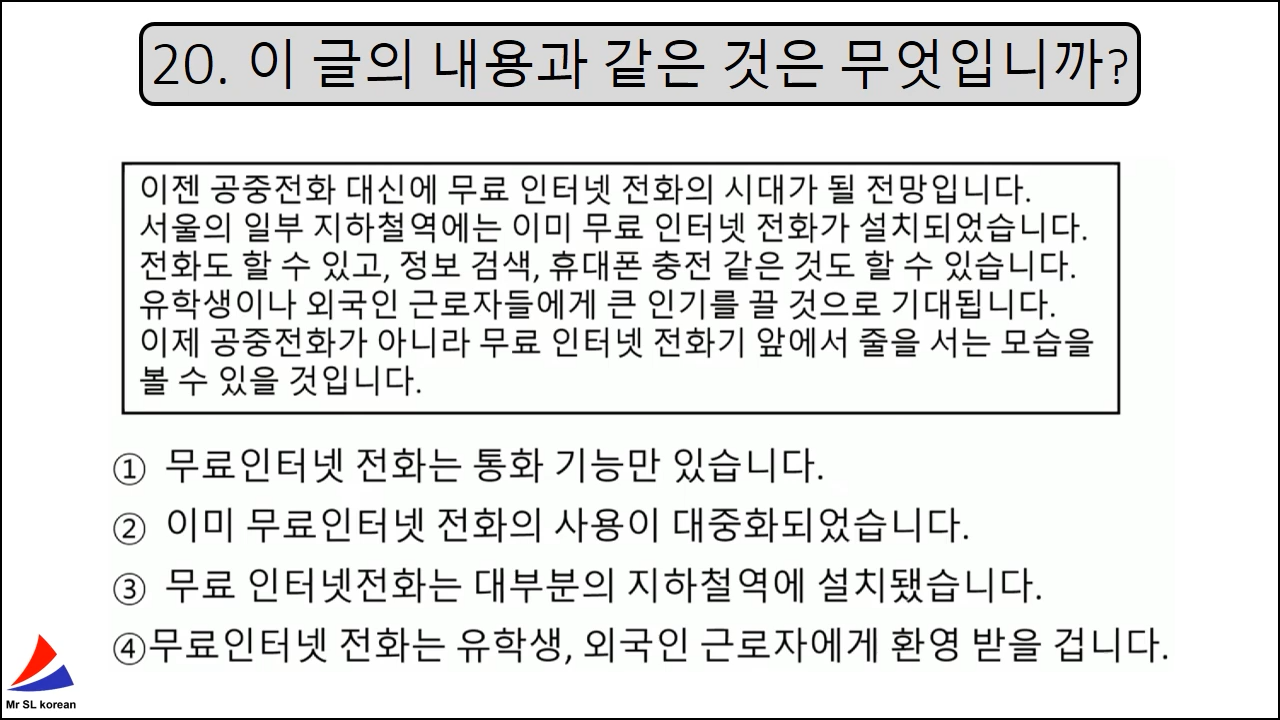 20. 이 글의 내용과 같은 것은 무엇입니까?
이젠 공중전화 대신에 무료 인터넷 전화의 시대가 될 전망입니다.
서울의 일부 지하철역에는 이미 무료 인터넷 전화가 설치되었습니다.
전화도 할 수 있고, 정보 검색, 휴대폰 충전 같은 것도 할 수 있습니다.
유학생이나 외국인 근로자들에게 큰 인기를 끌 것으로 기대됩니다.
이제 공중전화가 아니라 무료 인터넷 전화기 앞에서 줄을 서는 모습을
볼 수 있을 것입니다.
① 무료인터넷 전화는 통화 기능만 있습니다.
② 이미 무료인터넷 전화의 사용이 대중화되었습니다.
③ 무료 인터넷전화는 대부분의 지하철역에 설치됐습니다.
④무료인터넷 전화는 유학생, 외국인 근로자에게 환영 받을 겁니다.
Mr SL korean